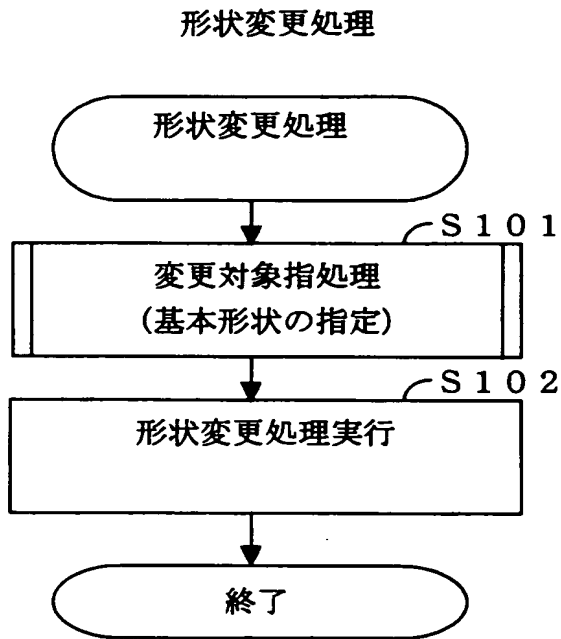 形状変更処理
形状変更処理
S101
変更対象指処理
(基本形状の指定)
S102
形状変更処理実行
終了